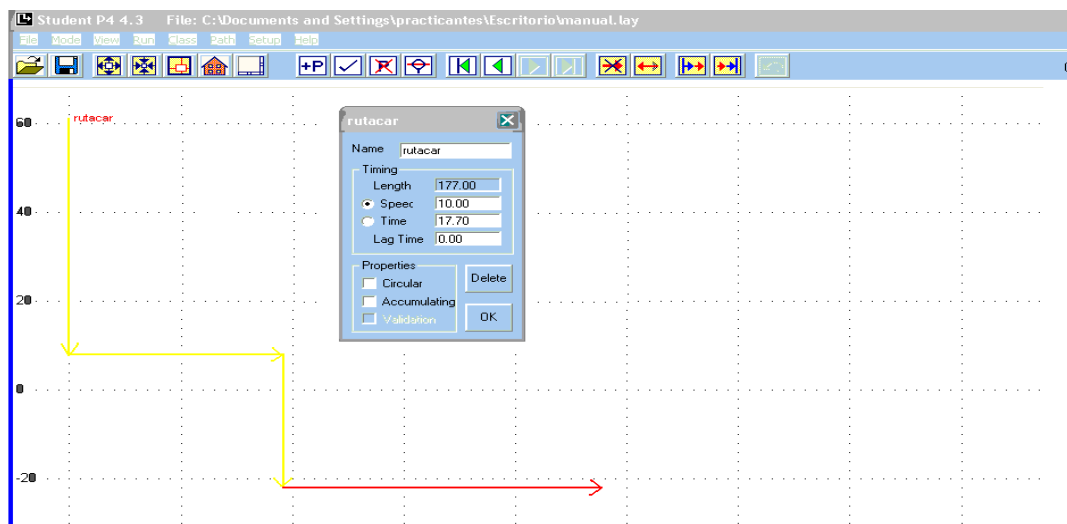 Student P4 4.3 File: C:\Documents and Settings\practicantes\Escritorio\manual.lay
File Mode View Run Class Path Setup Help
+P P
60 rutacar
40
20
0
-20
rutacar
Name rutacar
Timing
Length 177.00
Speec 10.00
Time 17.70
Lag Time 0.00
Properties
Circular Delete
Accumulating
Validation OK